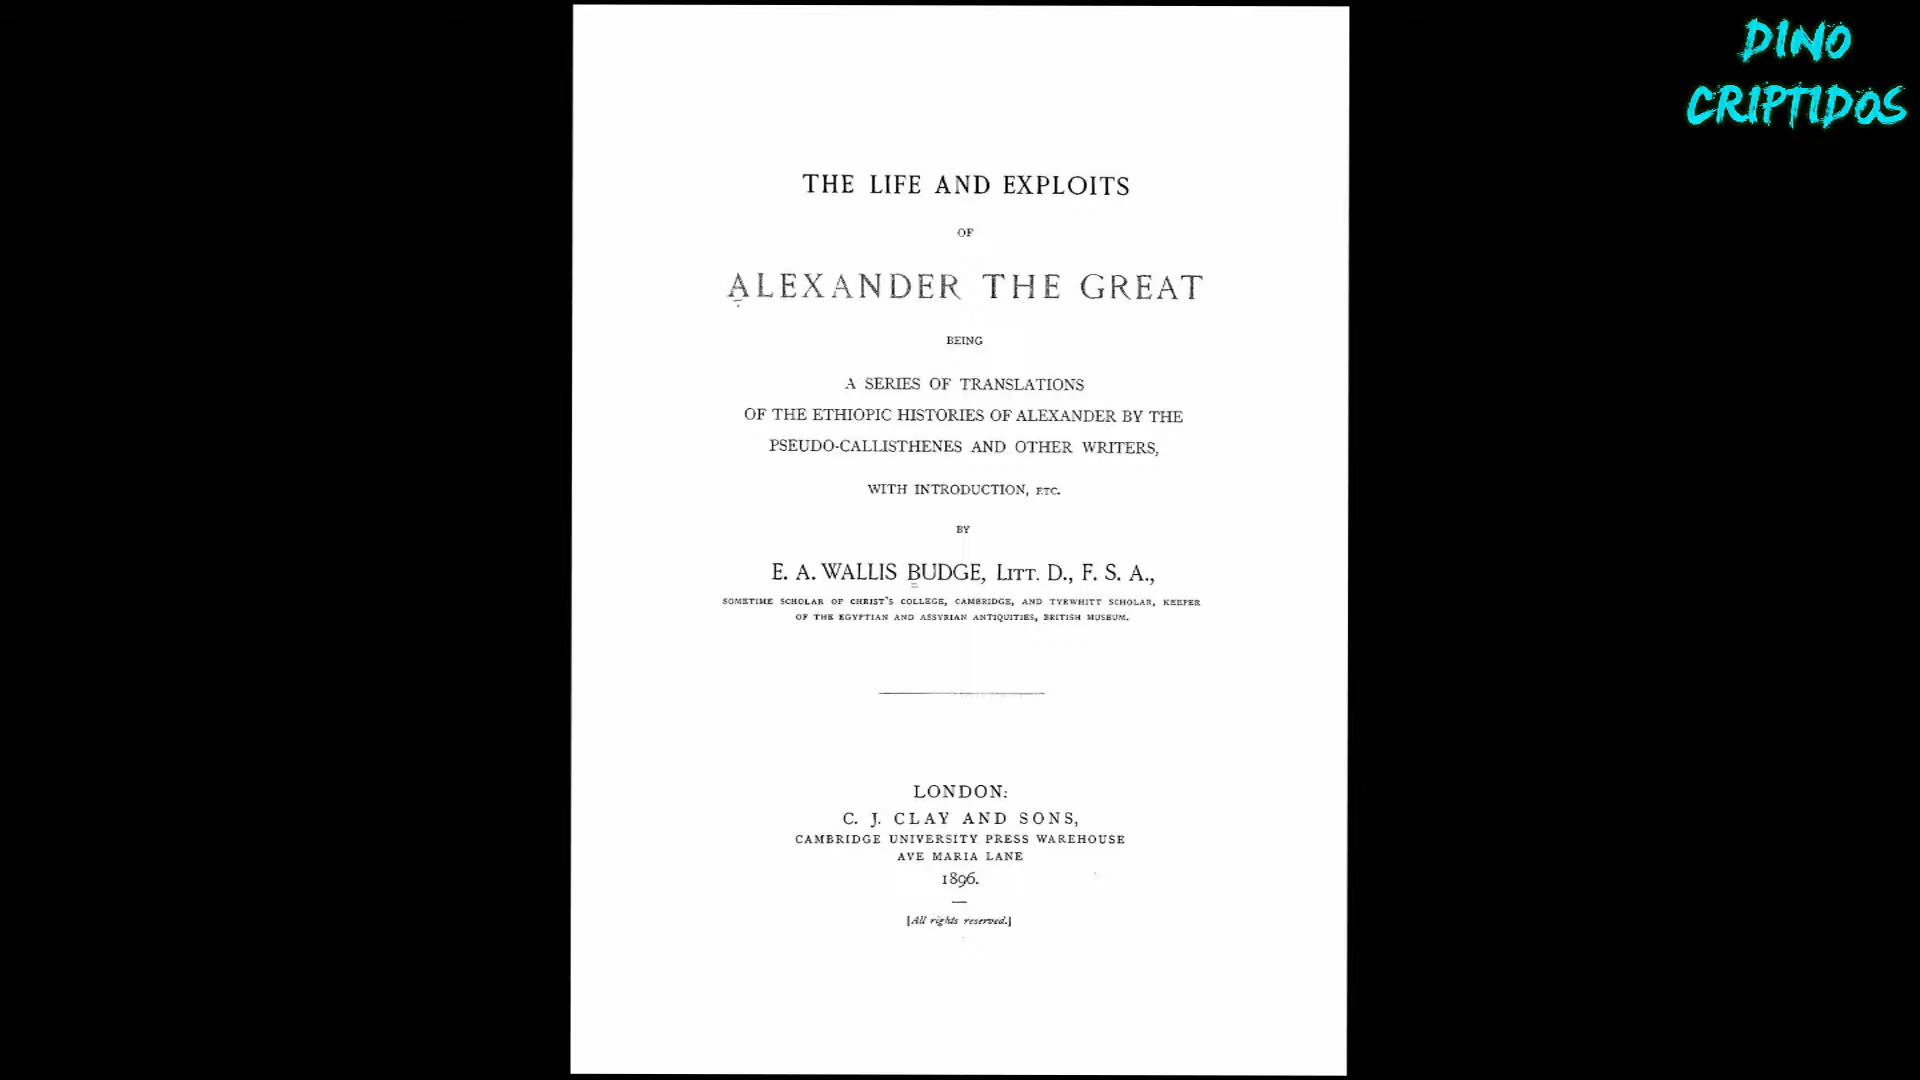 THE LIFE AND EXPLOITS
OF
ALEXANDER THE GREAT
BEING
A SERIES OF TRANSLATIONS
OF THE ETHIOPIC HISTORIES OF ALEXANDER BY THE
PSEUDO-CALLISTHENES AND OTHER WRITERS,
WITH INTRODUCTION, ETC.
BY
E. A. WALLIS BUDGE, LITT. D., F. S. A.,
SOMETIME SCHOLAR OF CHRIST'S COLLEGE, CAMBRIDGE, AND TYRWHITT SCHOLAR, KEEPER
OF THE EGYPTIAN AND ASSYRIAN ANTIQUITIES, BRITISH MUSEUM.
LONDON:
C. J. CLAY AND SONS,
CAMBRIDGE UNIVERSITY PRESS WAREHOUSE
AVE MARIA LANE
1896.
[All rights reserved.]
DINO
CRIPTIDOS